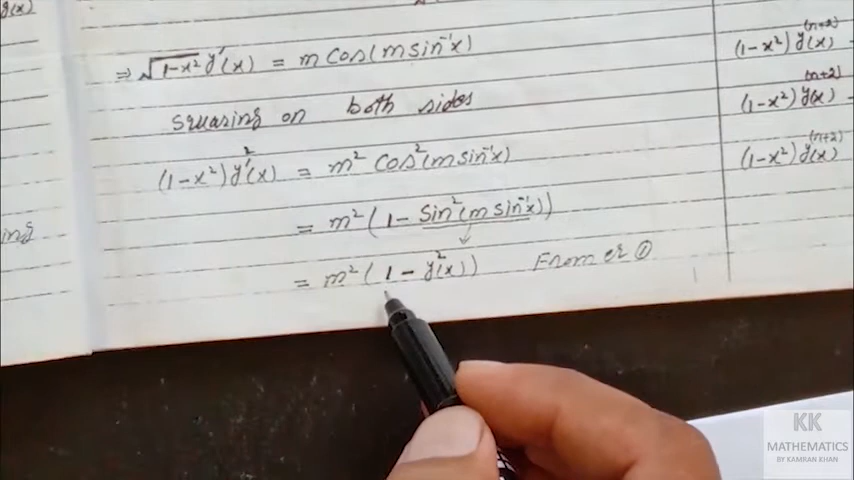 g(x)
⇒ √1-x² y'(x) = m Cos(m sin⁻¹x)
squaring on both sides
(1-x²) y'²(x) = m² Cos²(m sin⁻¹x)
= m² (1 - Sin²(m sin⁻¹x))
= m² (1 - y²(x)) From er ①
ing
(1-x²) y⁽ⁿ⁺²⁾(x) -
(1-x²) y⁽ⁿ⁺²⁾(x) -
(1-x²) y⁽ⁿ⁺²⁾(x)
KK
MATHEMATICS
BY KAMRAN KHAN